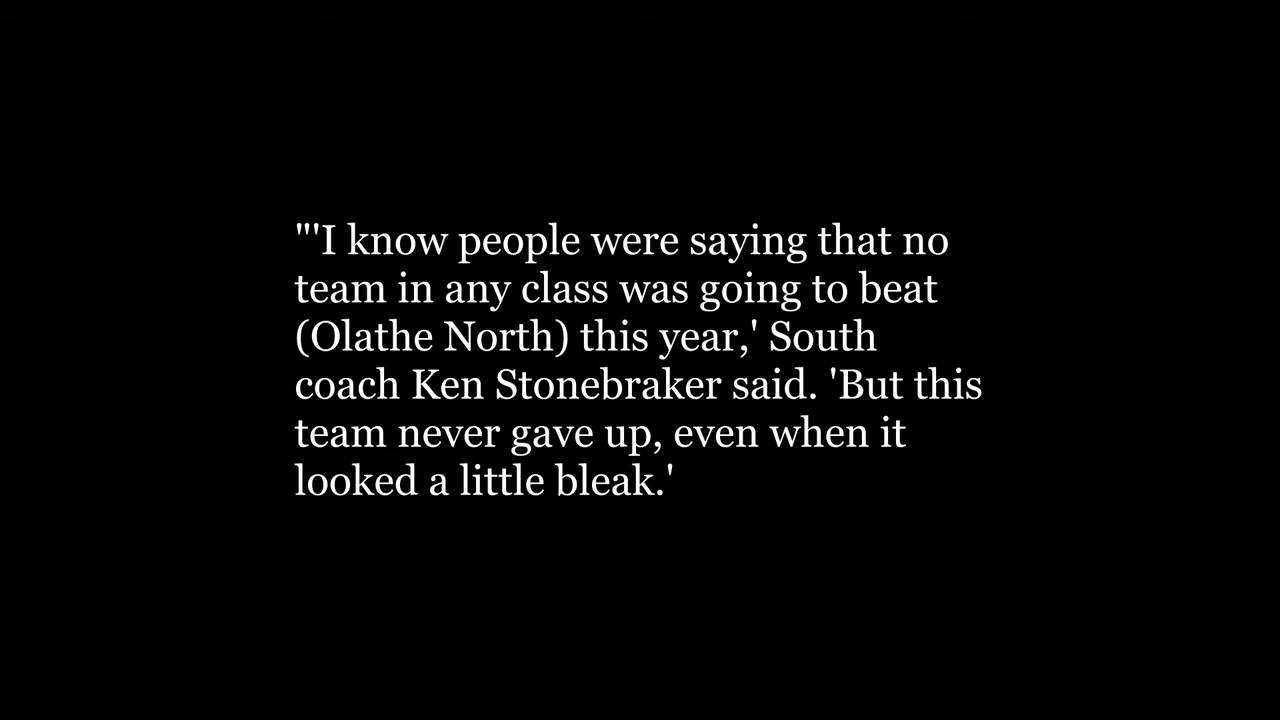 "'I know people were saying that no
team in any class was going to beat
(Olathe North) this year,' South
coach Ken Stonebraker said. 'But this
team never gave up, even when it
looked a little bleak.'